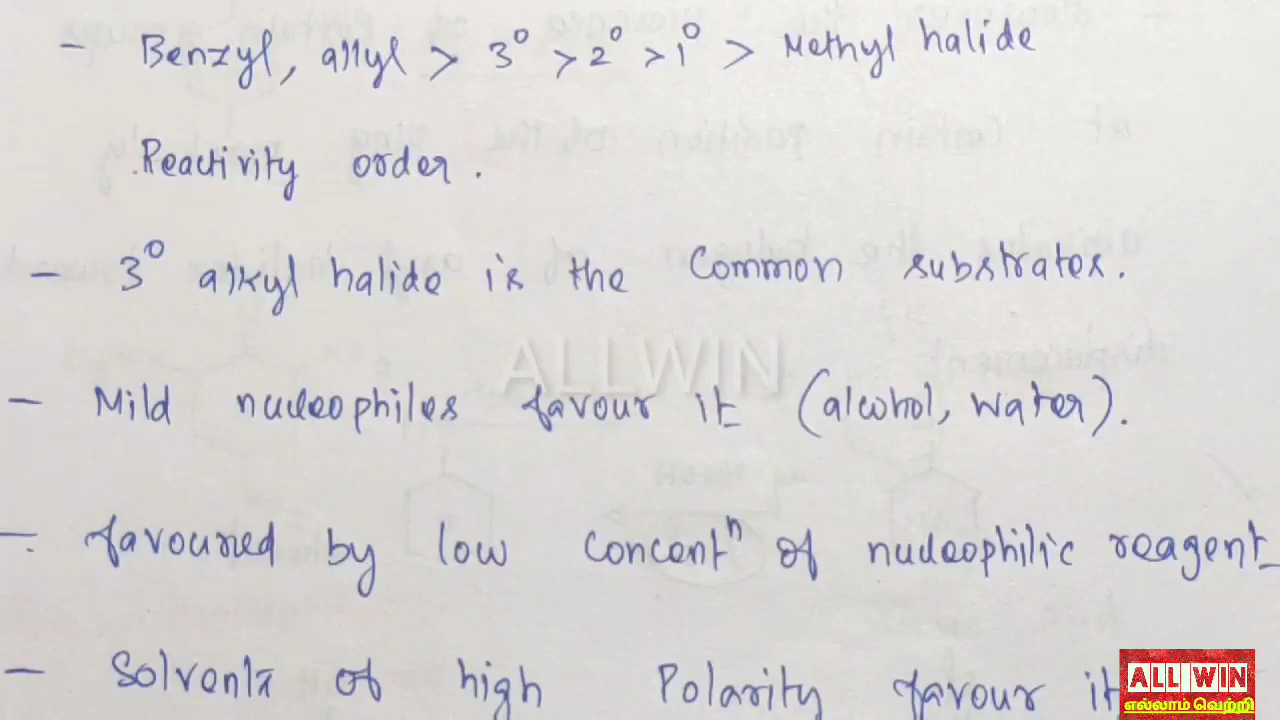 - Benzyl, allyl > 3° > 2° > 1° > Methyl halide
Reactivity order.
- 3° alkyl halide is the common substrates.
ALLWIN
- Mild nucleophiles favour it (alcohol, water).
- favoured by low concentⁿ of nucleophilic reagent
- Solvents of high Polarity favour it
ALL WIN
எல்லாம் வெற்றி